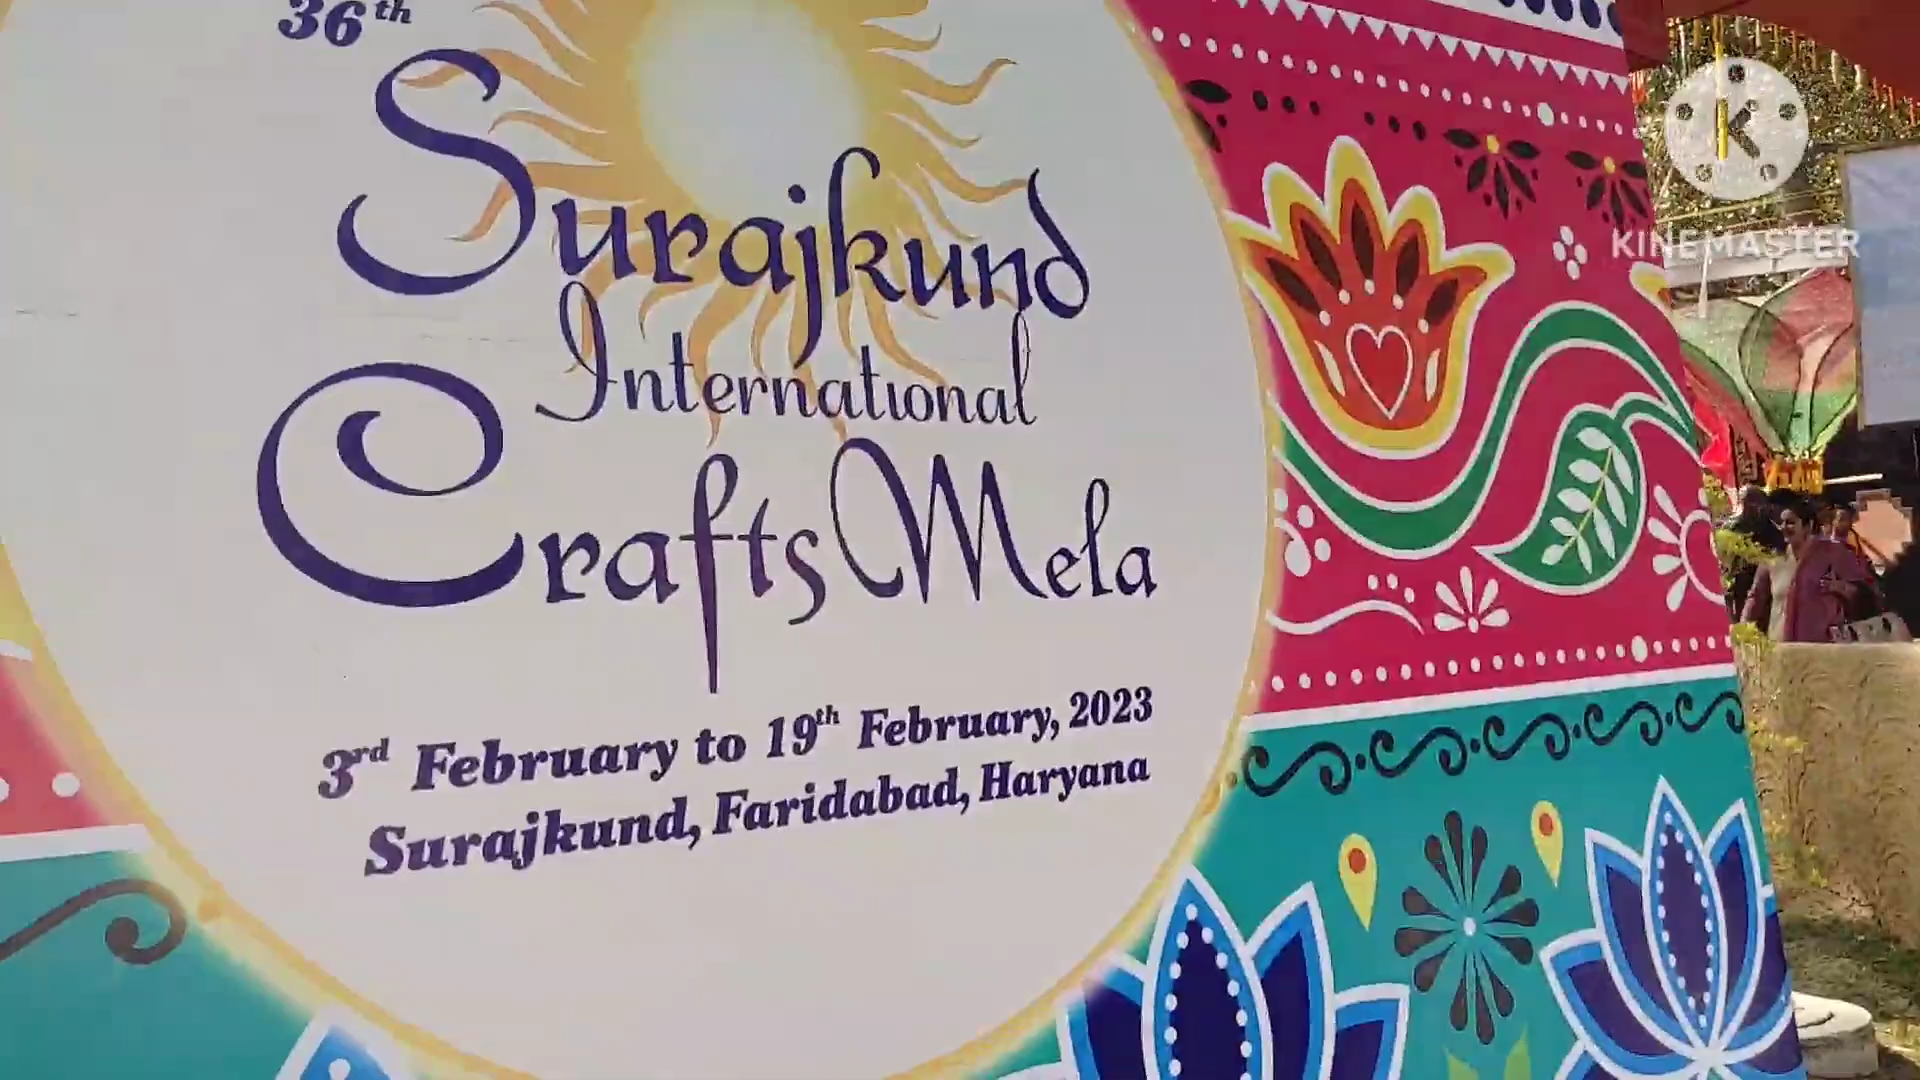 36th
Surajkund
International
Crafts Mela
3rd February to 19th February, 2023
Surajkund, Faridabad, Haryana
K
KINEMASTER